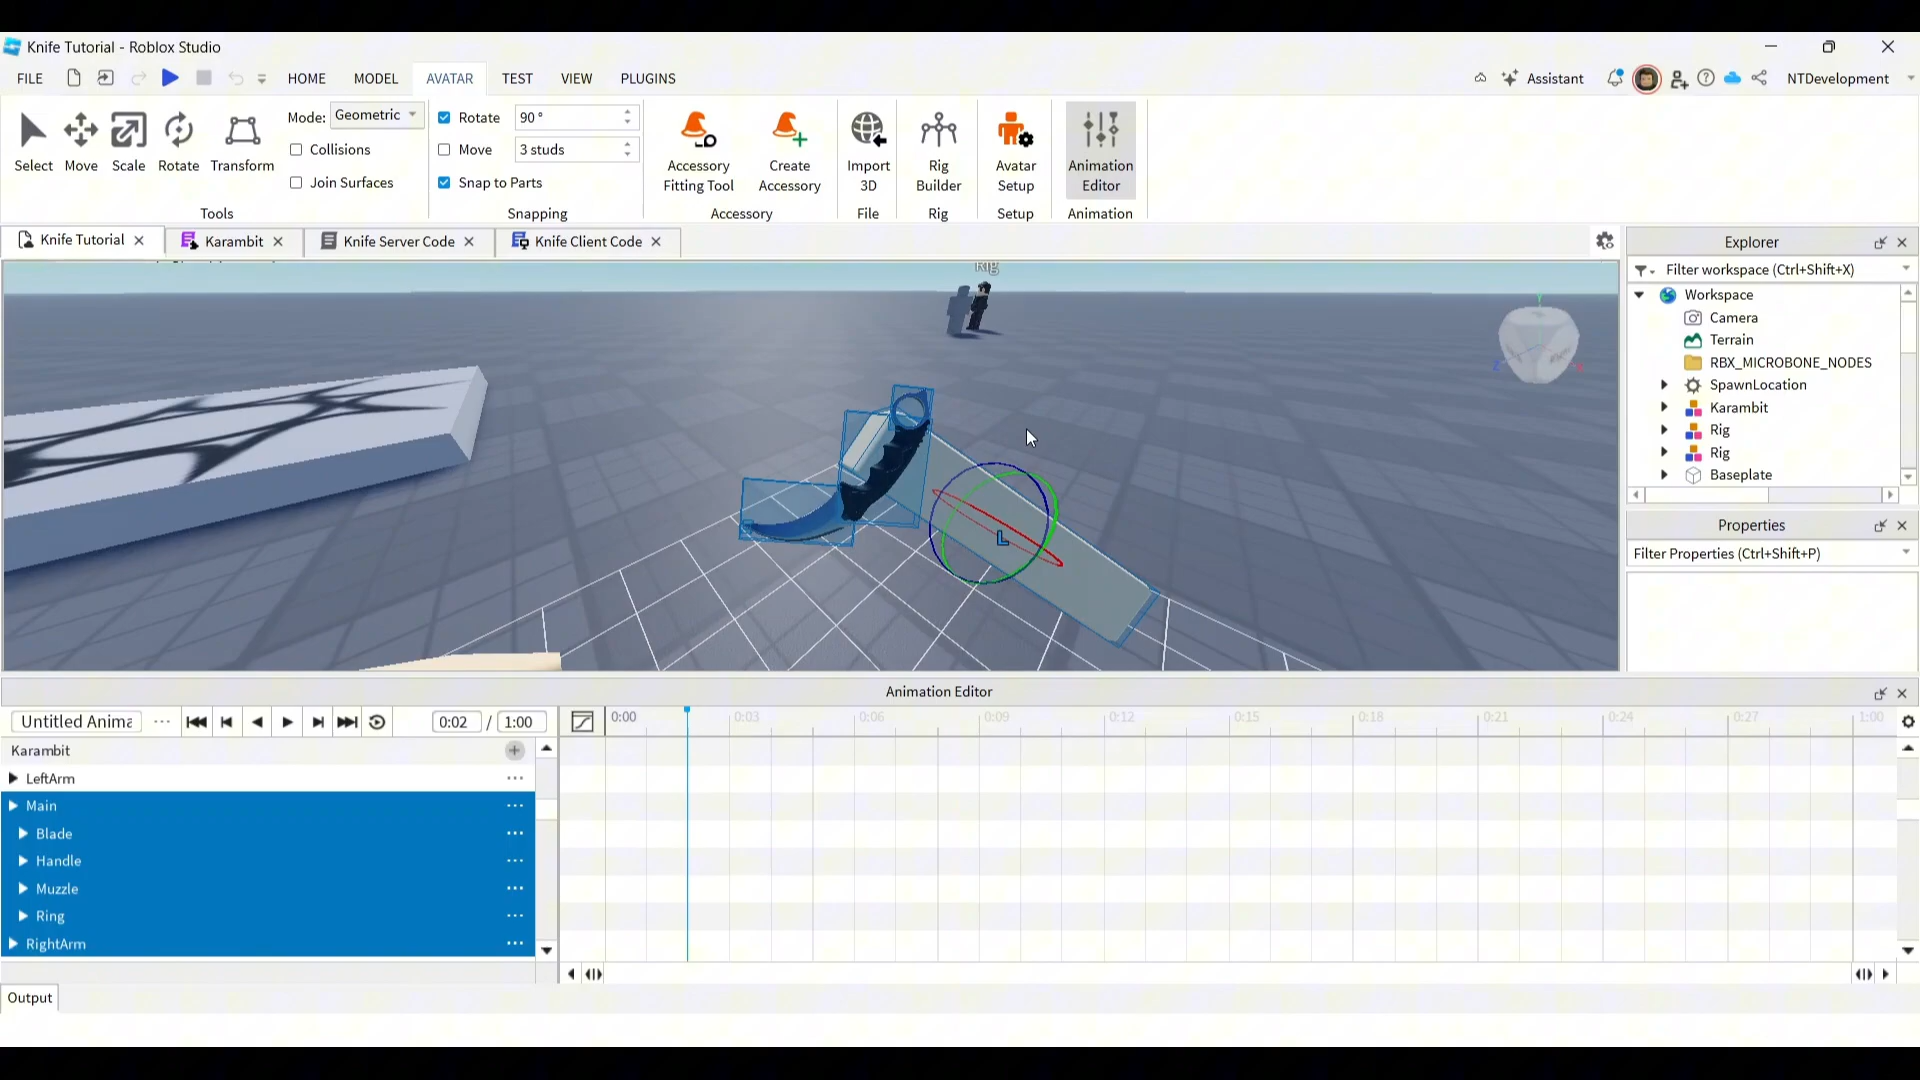 Knife Tutorial - Roblox Studio
FILE HOME MODEL AVATAR TEST VIEW PLUGINS Assistant NTDevelopment
Mode: Geometric Rotate 90 °
Collisions Move 3 studs
Select Move Scale Rotate Transform Accessory Fitting Tool Create Accessory Import 3D Rig Builder Avatar Setup Animation Editor
Join Surfaces Snap to Parts
Tools Snapping Accessory File Rig Setup Animation
Knife Tutorial Karambit Knife Server Code Knife Client Code
Explorer
Filter workspace (Ctrl+Shift+X)
Workspace
Camera
Terrain
RBX_MICROBONE_NODES
SpawnLocation
Karambit
Rig
Rig
Baseplate
Properties
Filter Properties (Ctrl+Shift+P)
Rig
L
Animation Editor
Untitled Anima 0:02 / 1:00 0:00 0:03 0:06 0:09 0:12 0:15 0:18 0:21 0:24 0:27 1:00
Karambit
LeftArm
Main
Blade
Handle
Muzzle
Ring
RightArm
Output